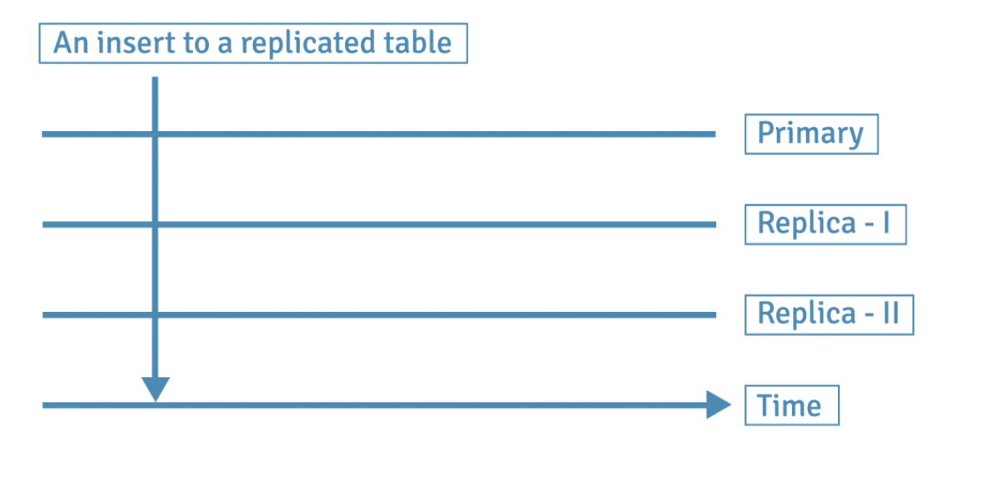 An insert to a replicated table
Primary
Replica - I
Replica - II
Time